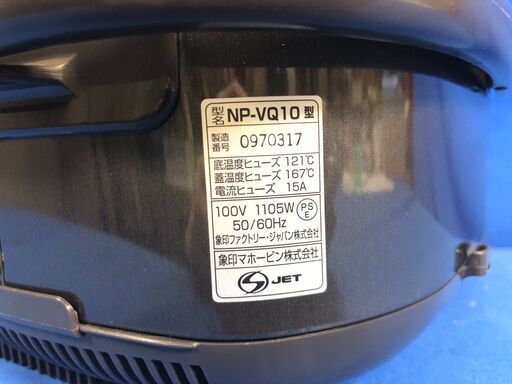 型名 NP-VQ10 型
製造番号 0970317
底温度ヒューズ 121℃
蓋温度ヒューズ 167℃
電流ヒューズ 15A
100V 1105W PSE
50/60Hz
象印ファクトリー・ジャパン株式会社
象印マホービン株式会社
S JET